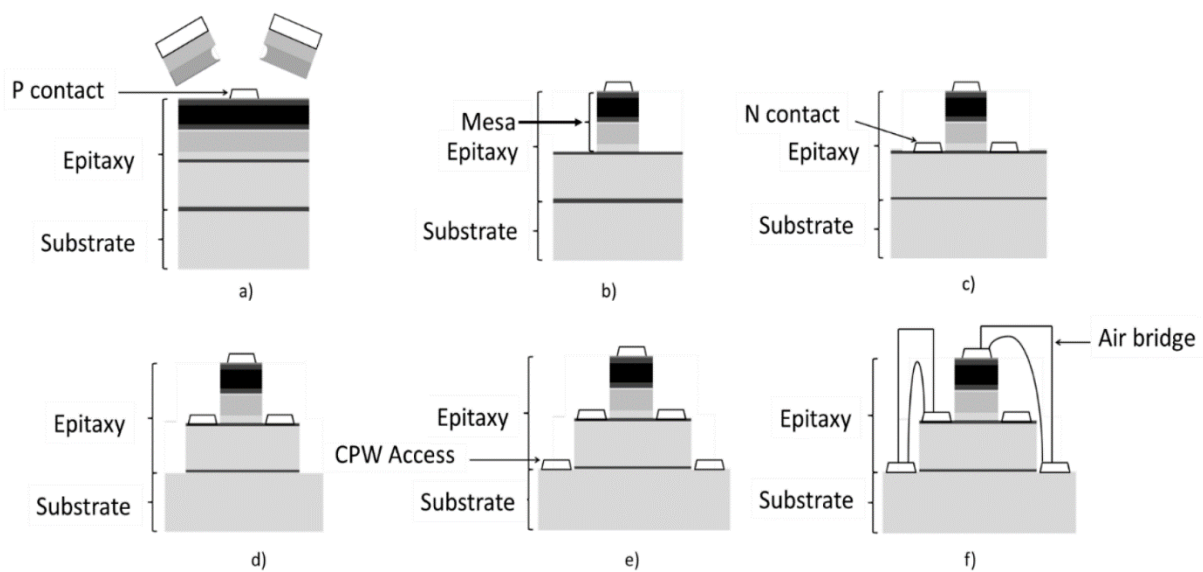 P contact
Epitaxy
Substrate
a)
Mesa
Epitaxy
Substrate
b)
N contact
Epitaxy
Substrate
c)
Epitaxy
Substrate
d)
CPW Access
Epitaxy
Substrate
e)
Air bridge
Epitaxy
Substrate
f)